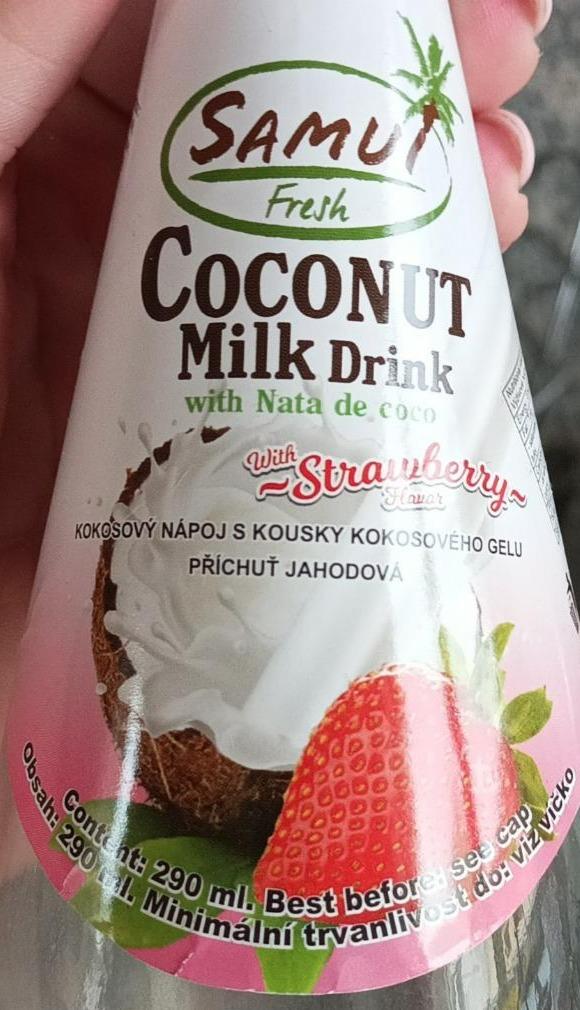 SAMUI
Fresh
COCONUT
Milk Drink
with Nata de coco
With
~Strawberry~
Flavor
KOKOSOVÝ NÁPOJ S KOUSKY KOKOSOVÉHO GELU
PŘÍCHUŤ JAHODOVÁ
Content: 290 ml. Best before: see cap
Obsah: 290 ml. Minimální trvanlivost do: viz víčko